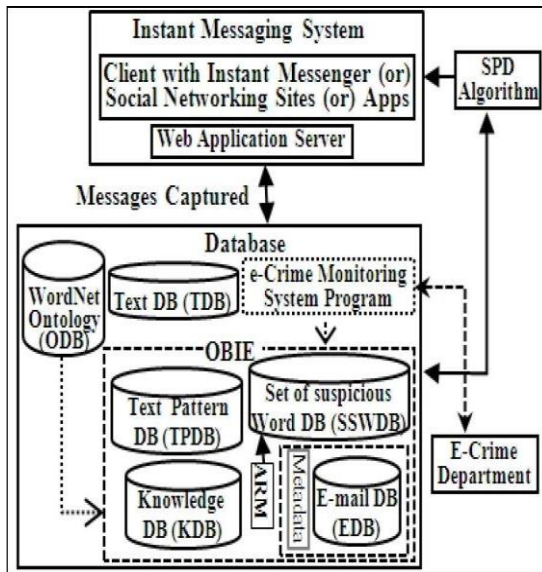 Instant Messaging System
Client with Instant Messenger (or)
Social Networking Sites (or) Apps
Web Application Server
SPD
Algorithm
Messages Captured
Database
WordNet
Ontology
(ODB)
Text DB (TDB)
e-Crime Monitoring
System Program
OBIE
Text Pattern
DB (TPDB)
Set of suspicious
Word DB (SSWDB)
Knowledge
DB (KDB)
ARM
Metadata
E-mail DB
(EDB)
E-Crime
Department